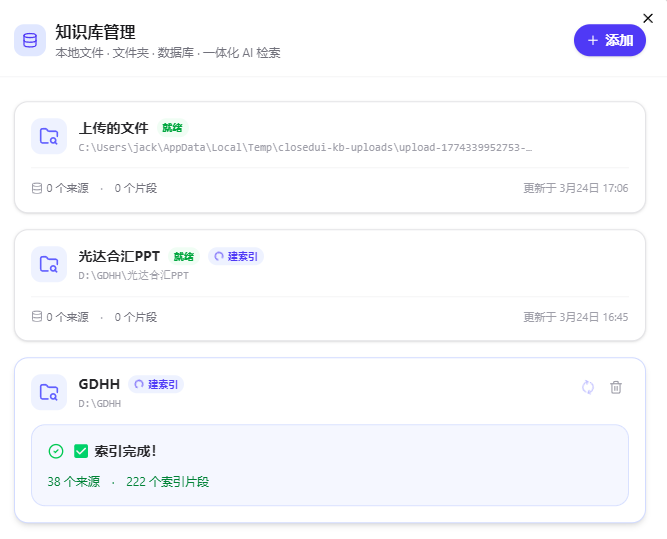 知识库管理
本地文件 · 文件夹 · 数据库 · 一体化 AI 检索
+ 添加
上传的文件 就绪
C:\Users\jack\AppData\Local\Temp\closedui-kb-uploads\upload-1774339952753-…
0 个来源 · 0 个片段 更新于 3月24日 17:06
光达合汇PPT 就绪 建索引
D:\GDHH\光达合汇PPT
0 个来源 · 0 个片段 更新于 3月24日 16:45
GDHH 建索引
D:\GDHH
✅ 索引完成!
38 个来源 · 222 个索引片段